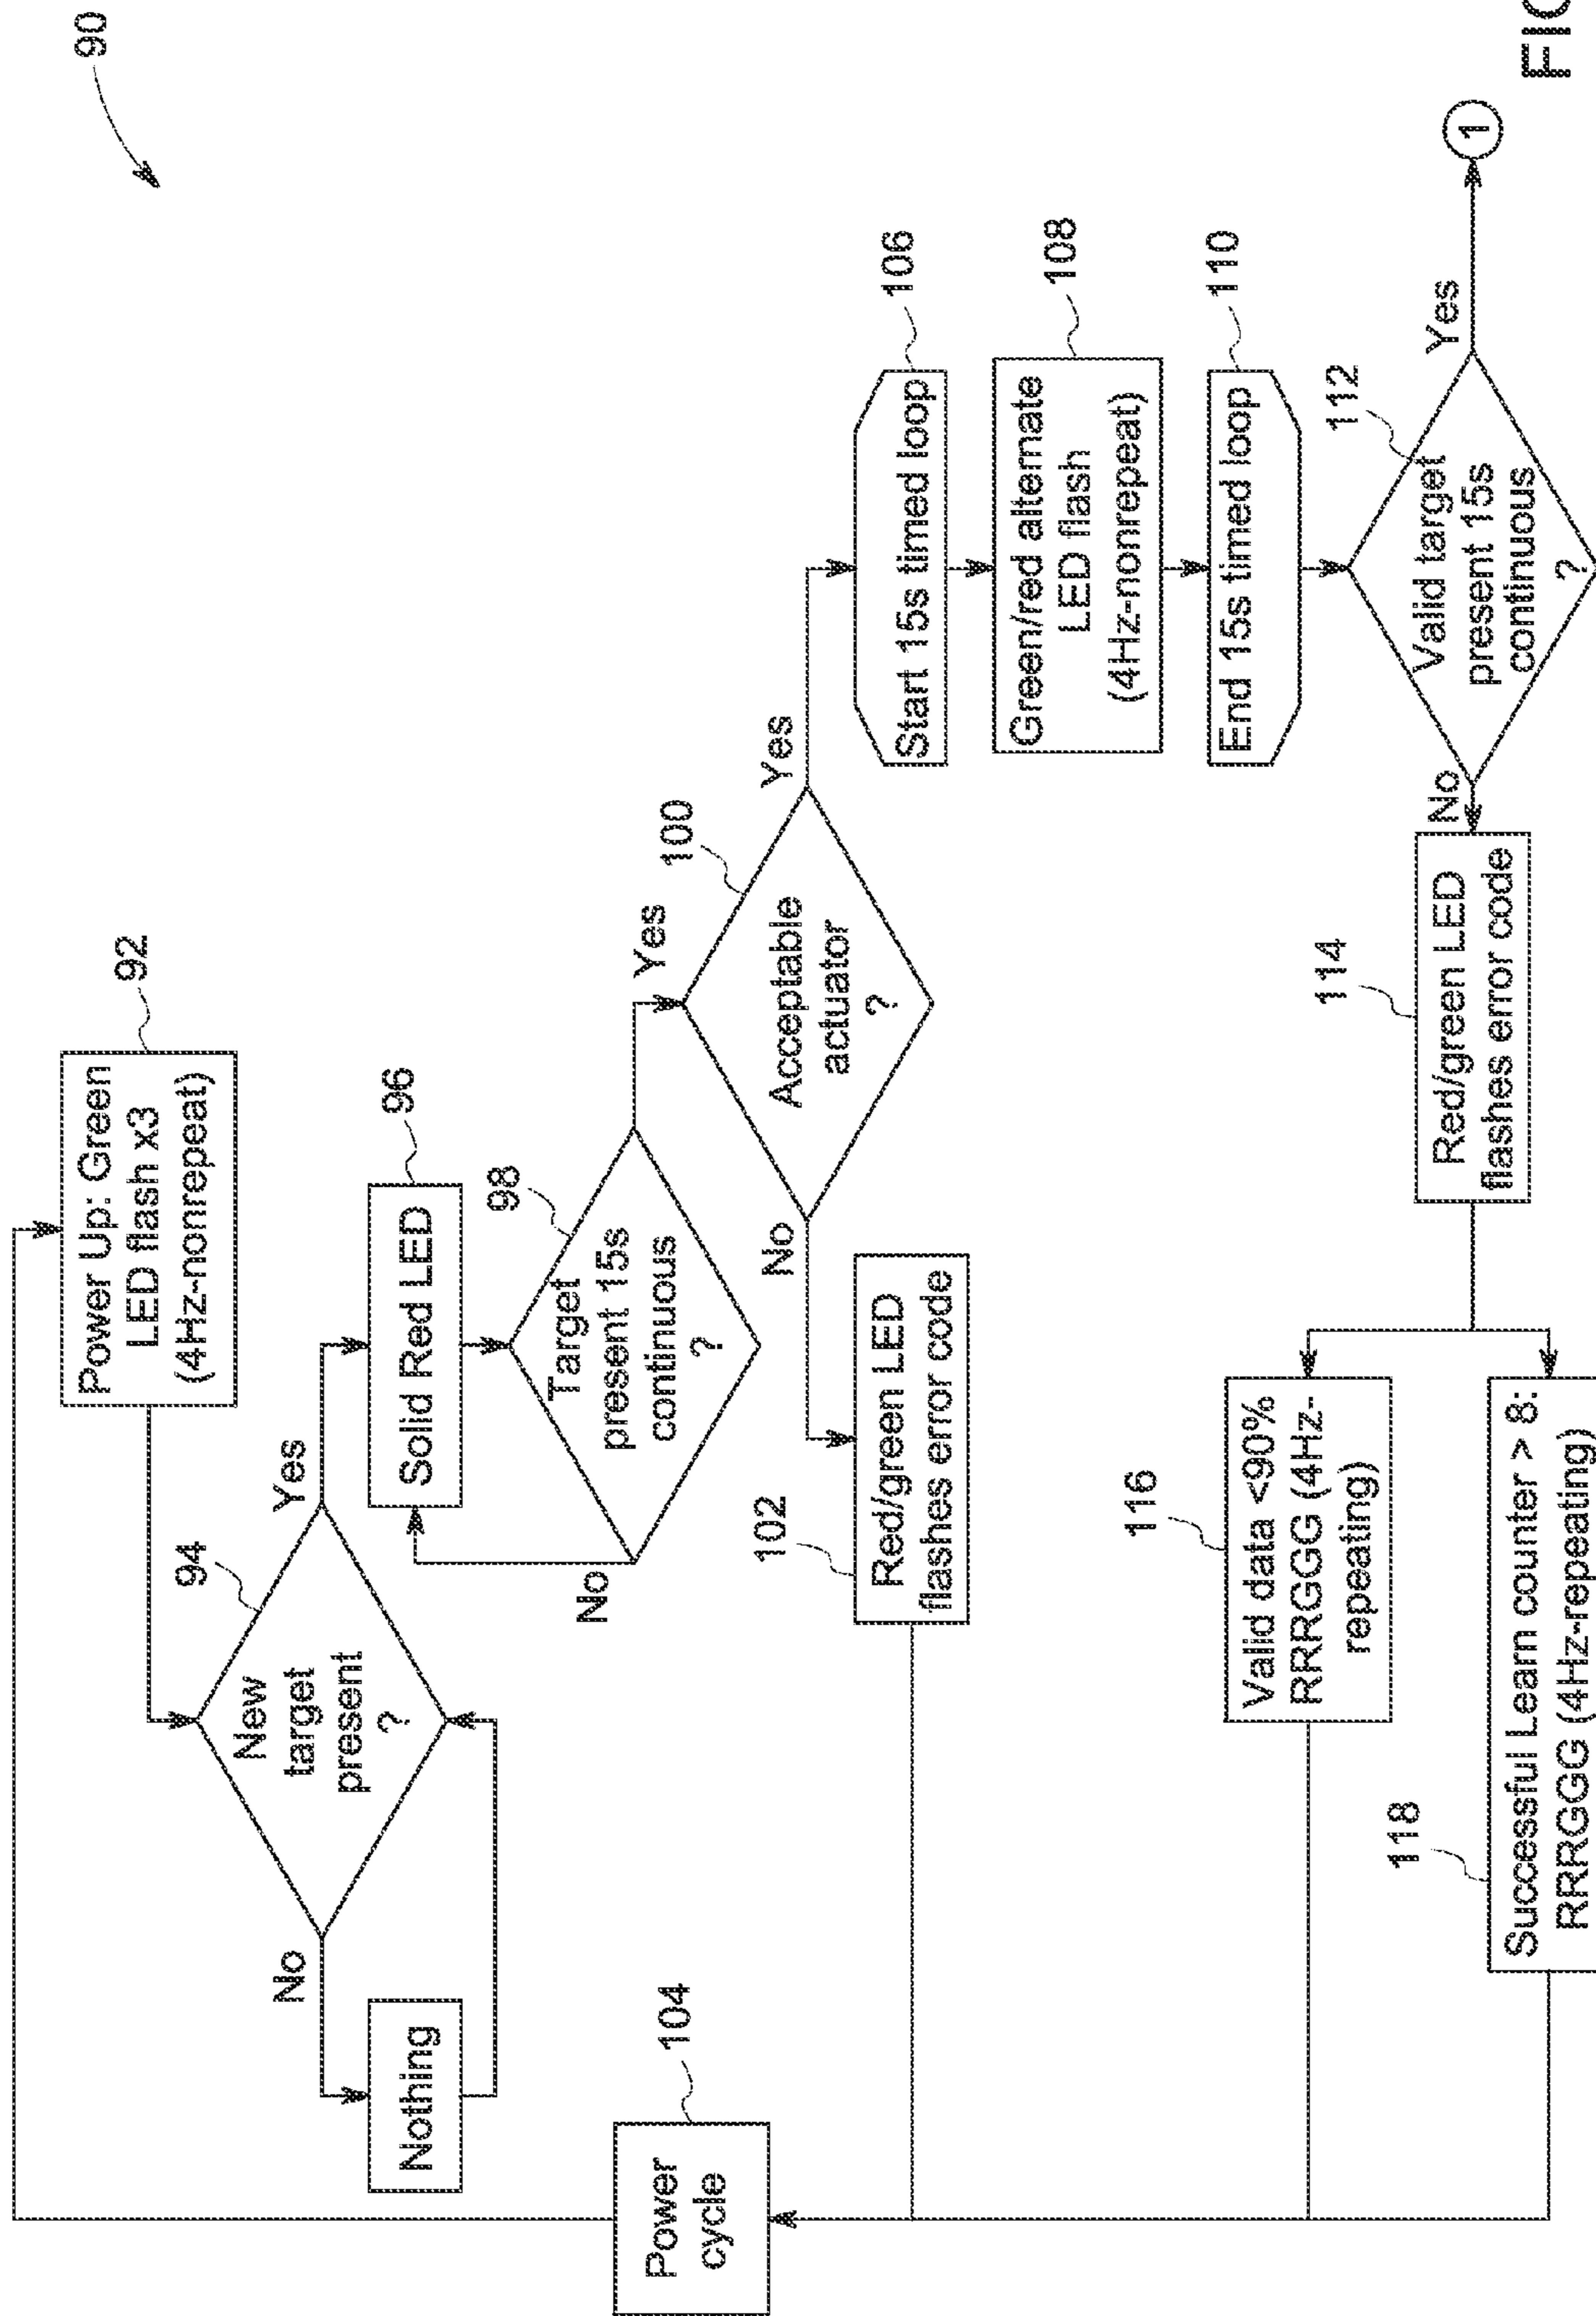 90
Power Up: Green
LED flash x3
(4Hz-nonrepeat)
92
New
target
present
?
94
Yes
No
Nothing
Solid Red LED
96
Target
present 15s
continuous
?
98
Yes
No
Acceptable
actuator
?
100
Yes
No
Red/green LED
flashes error code
102
Power
cycle
104
Start 15s timed loop
106
Green/red alternate
LED flash
(4Hz-nonrepeat)
108
End 15s timed loop
110
Valid target
present 15s
continuous
?
112
Yes
1
No
Red/green LED
flashes error code
114
Valid data <90%
RRRGGG (4Hz-
repeating)
116
Successful Learn counter > 8:
RRRGGG (4Hz-repeating)
118